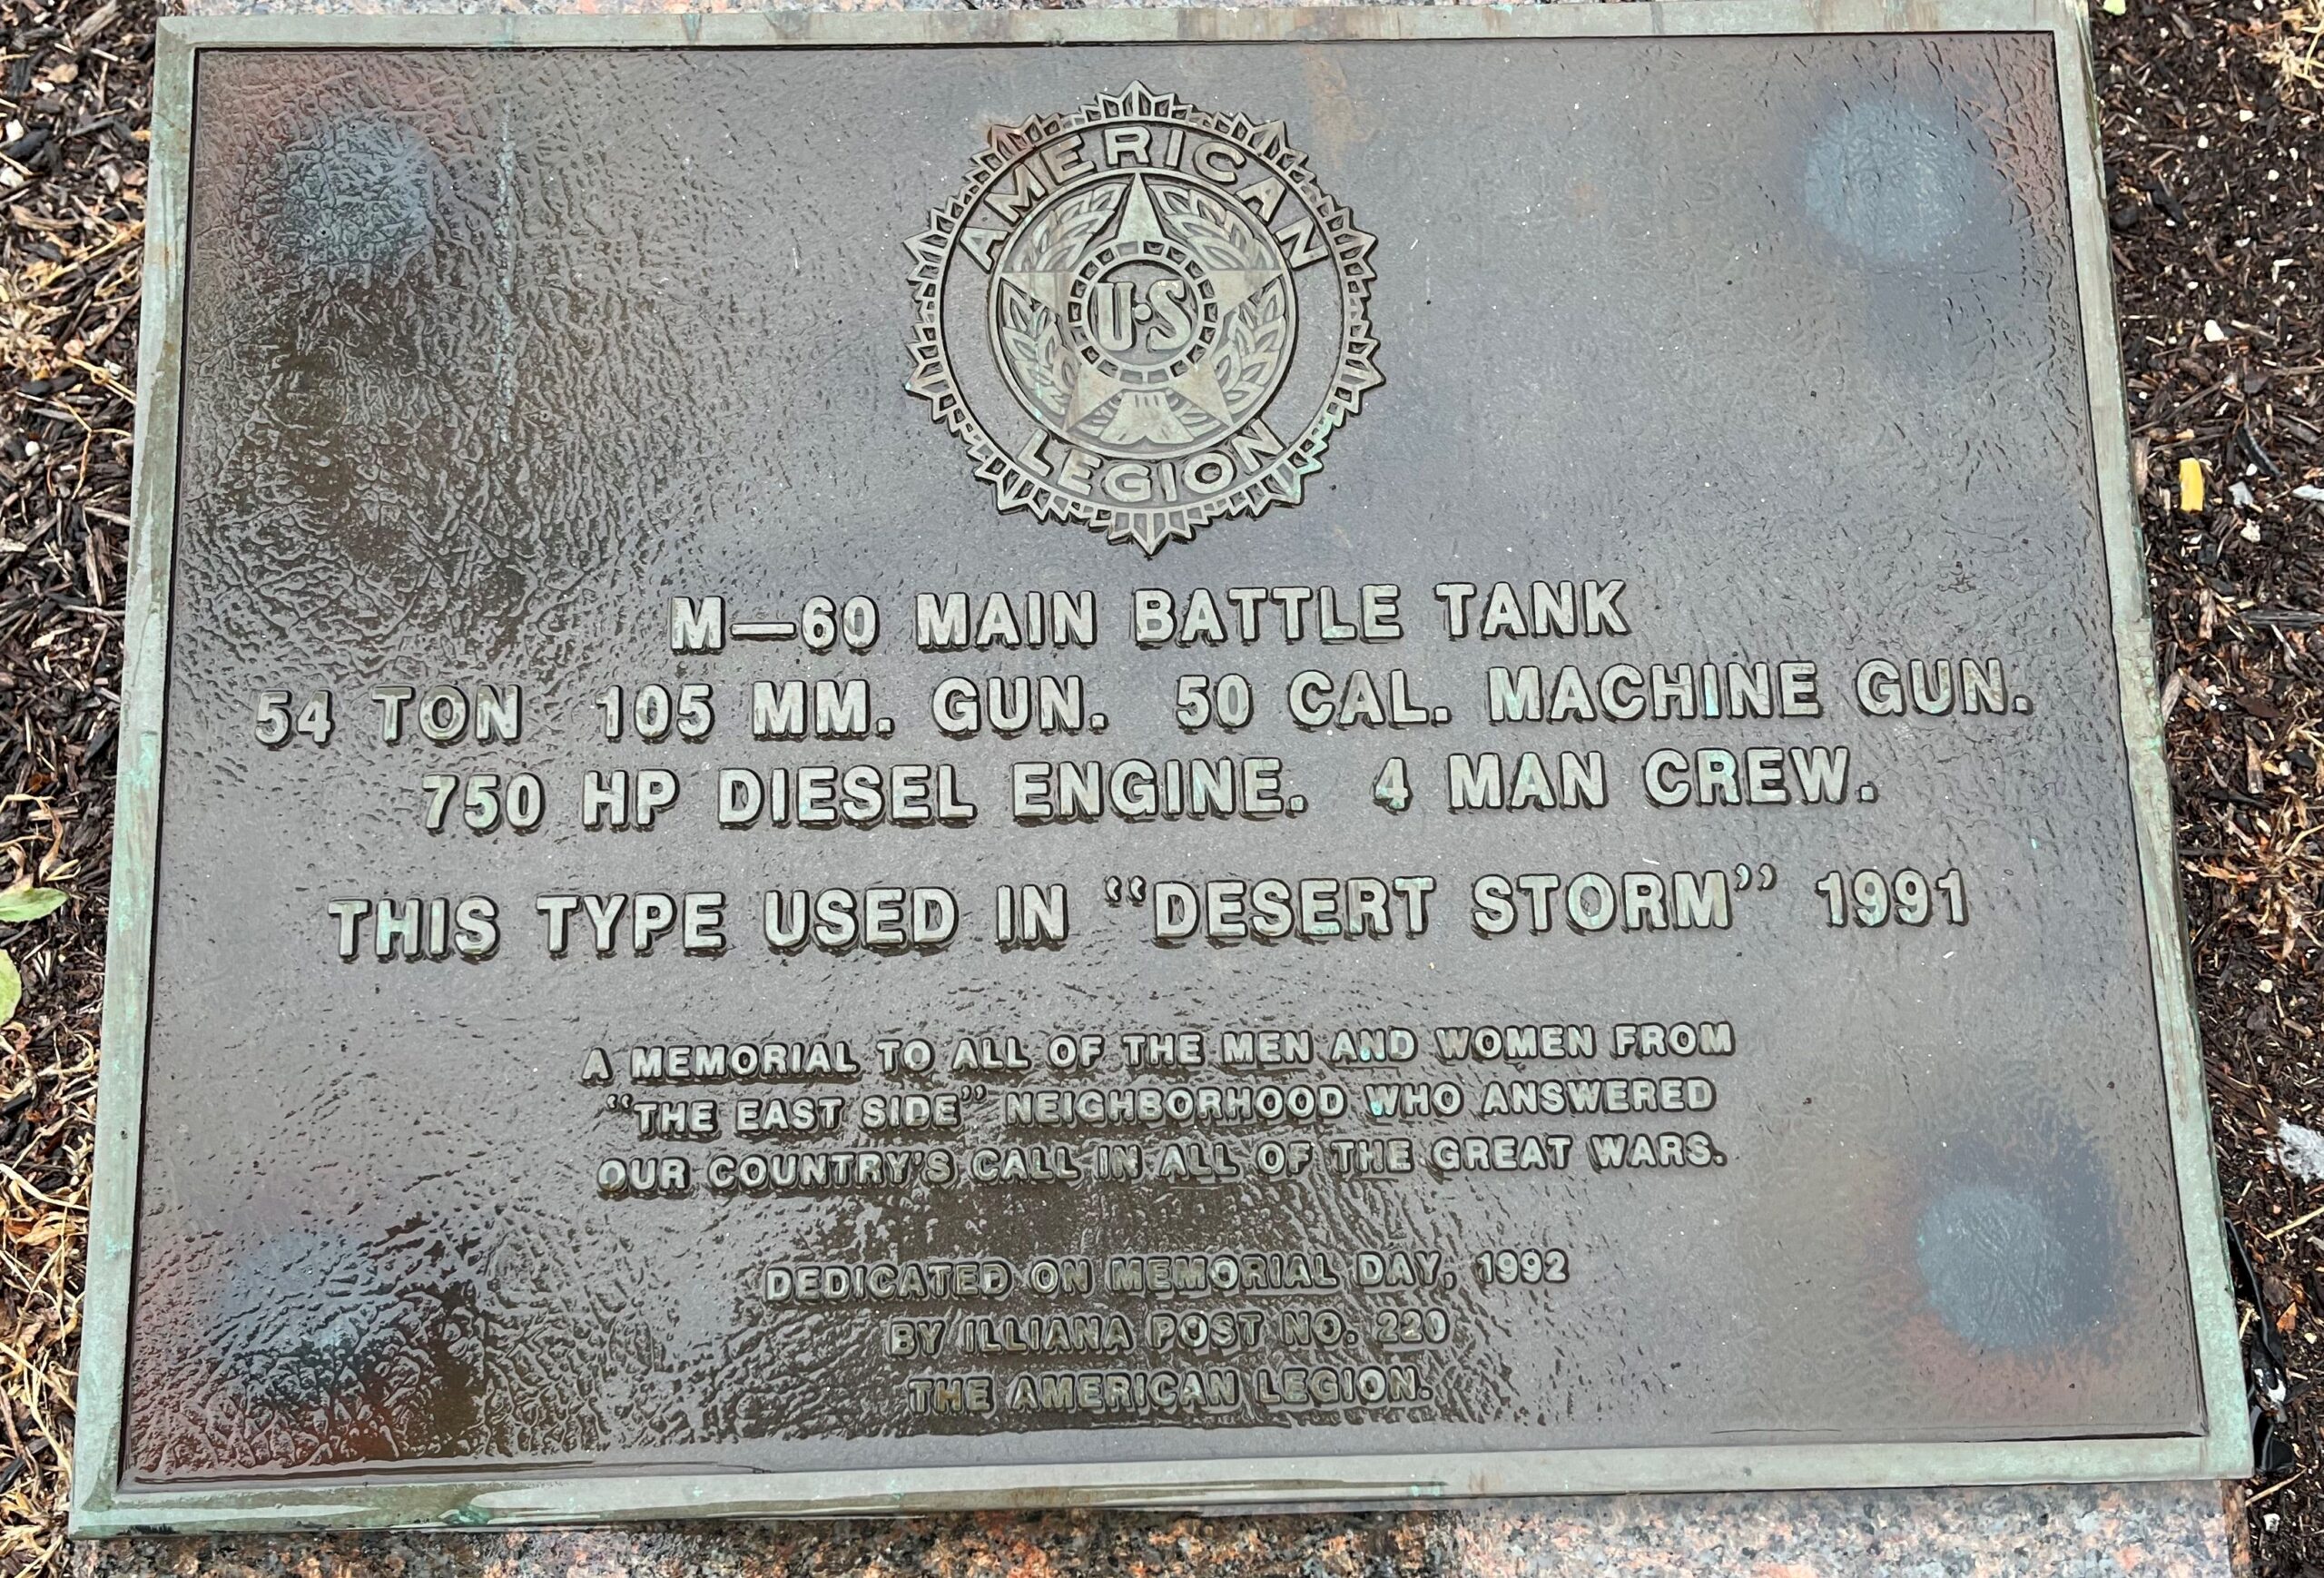 AMERICAN
U.S
LEGION
M—60 MAIN BATTLE TANK
54 TON 105 MM. GUN. 50 CAL. MACHINE GUN.
750 HP DIESEL ENGINE. 4 MAN CREW.
THIS TYPE USED IN “DESERT STORM” 1991
A MEMORIAL TO ALL OF THE MEN AND WOMEN FROM
“THE EAST SIDE” NEIGHBORHOOD WHO ANSWERED
OUR COUNTRY’S CALL IN ALL OF THE GREAT WARS.
DEDICATED ON MEMORIAL DAY, 1992
BY ILLIANA POST NO. 220
THE AMERICAN LEGION.